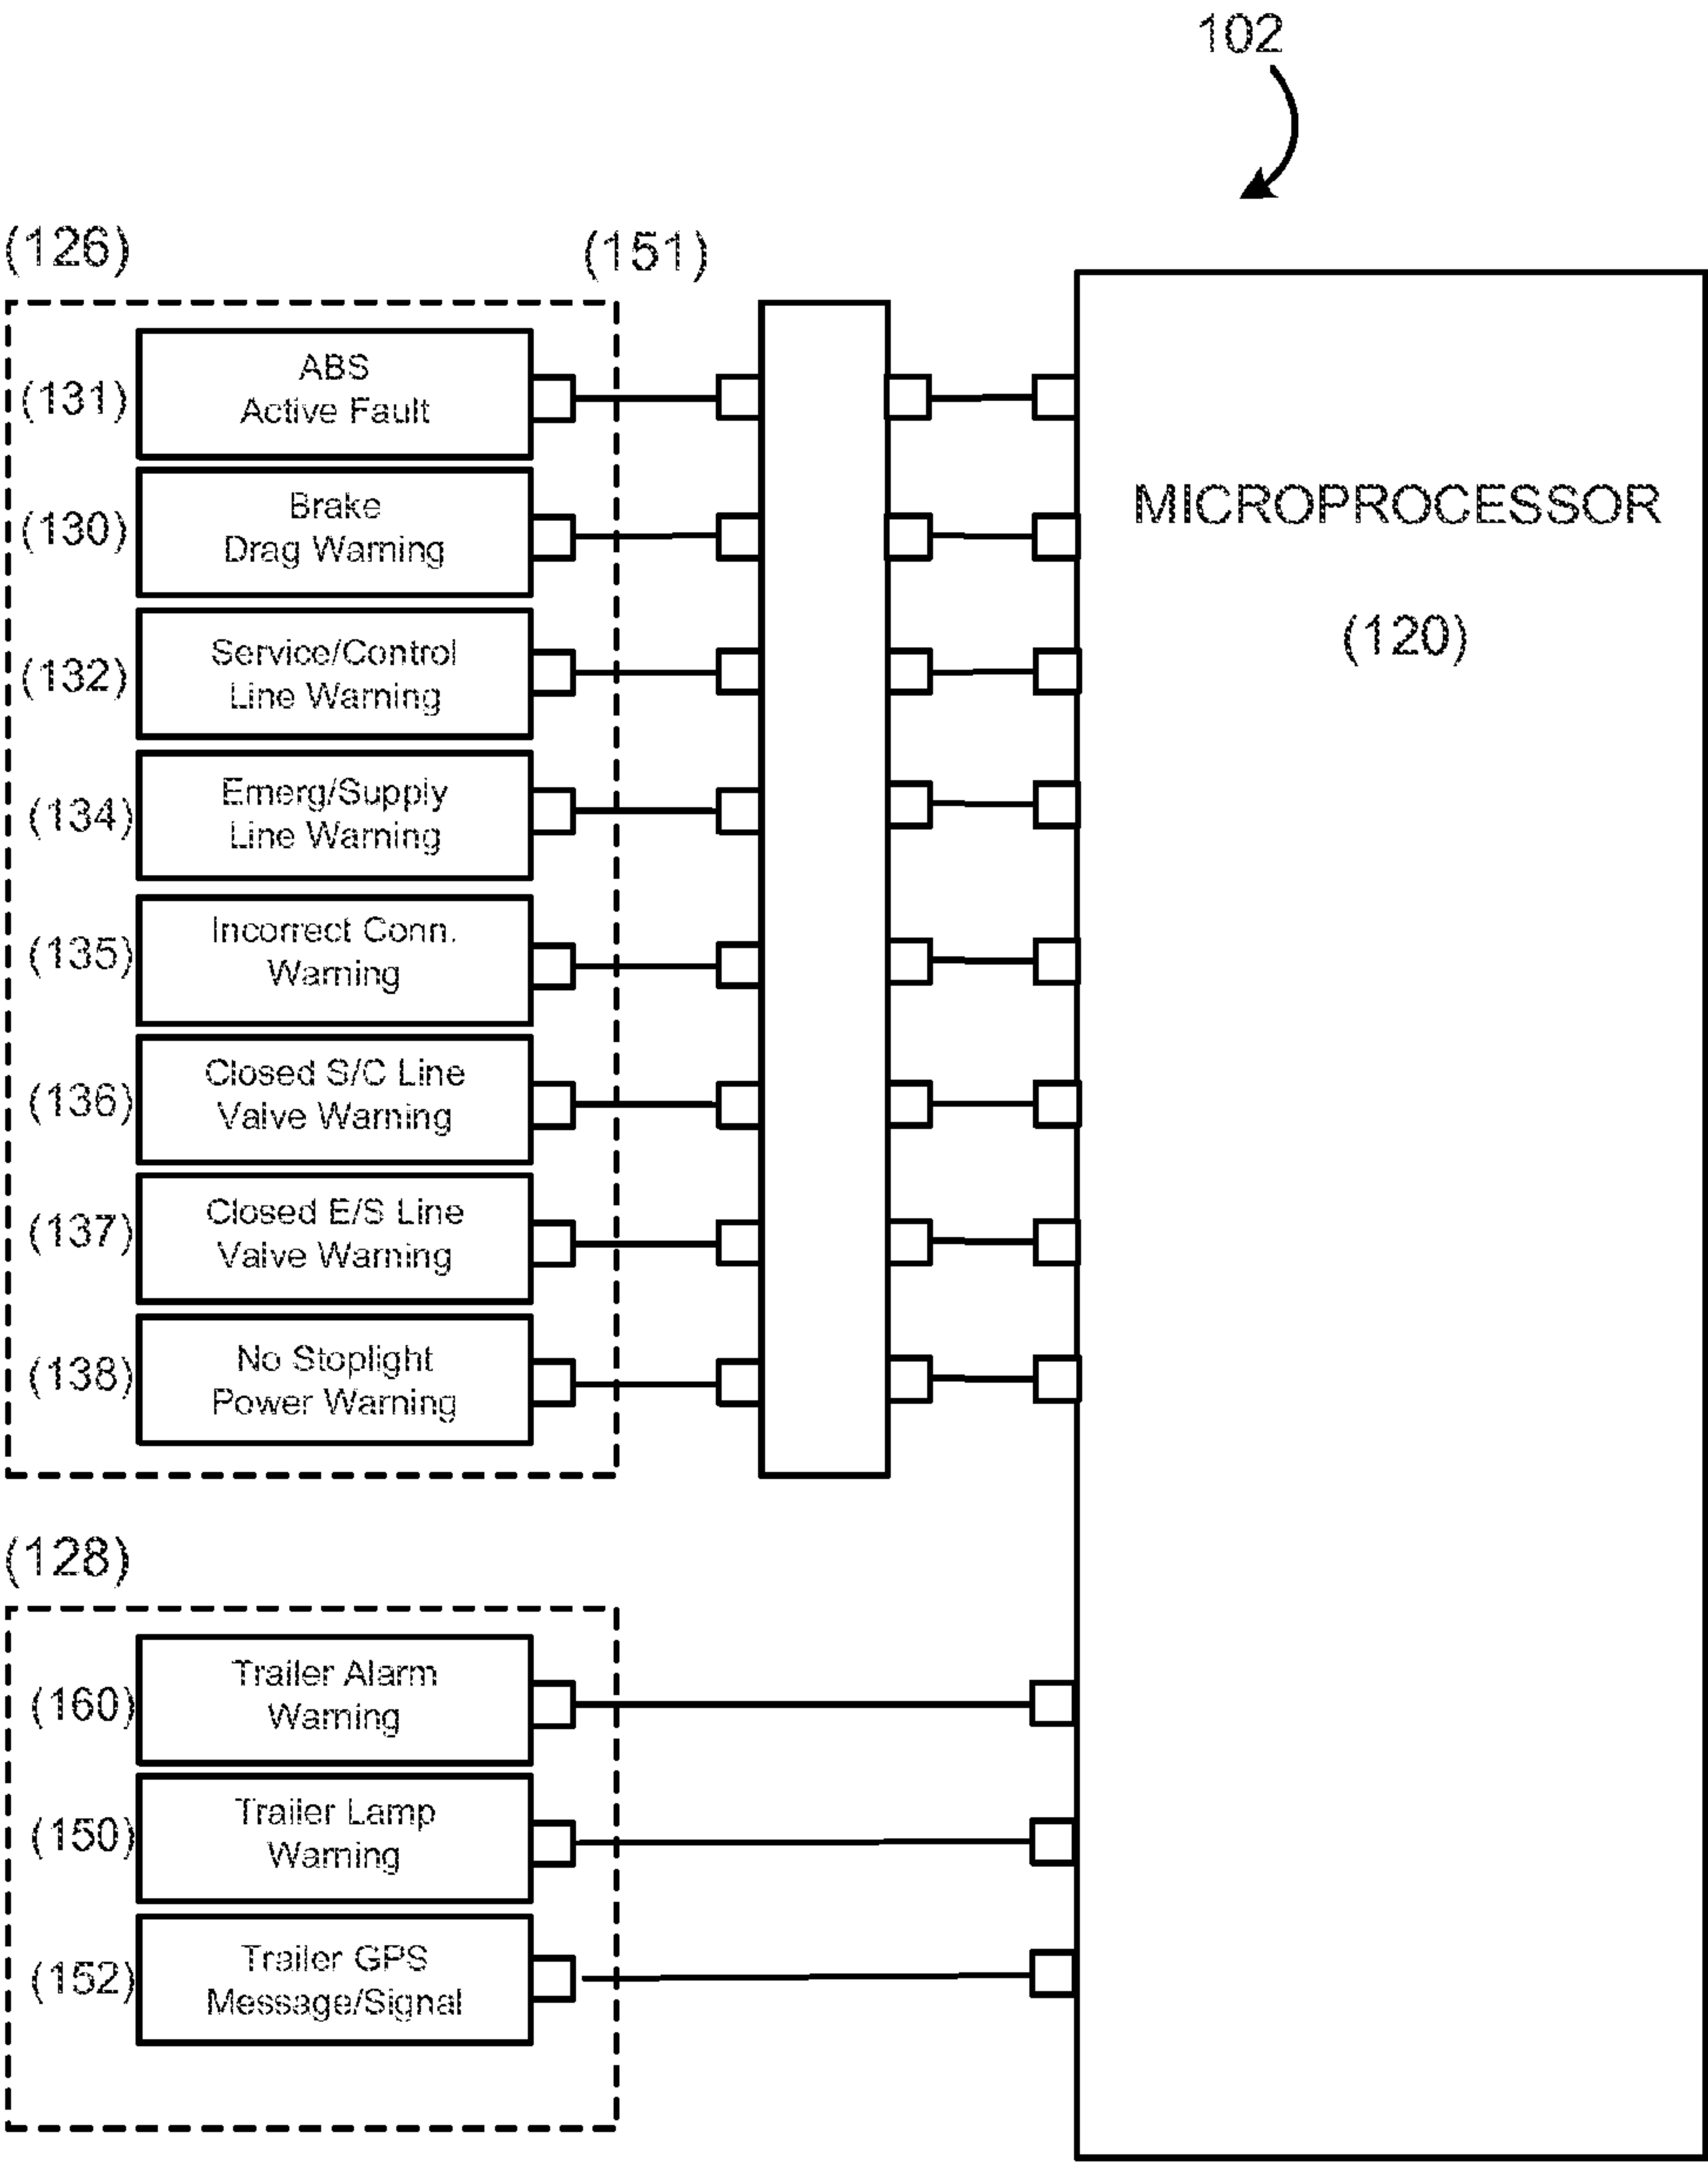 102
(126)
(151)
(131)
ABS
Active Fault
(130)
Brake
Drag Warning
MICROPROCESSOR
(120)
(132)
Service/Control
Line Warning
(134)
Emerg/Supply
Line Warning
(135)
Incorrect Conn.
Warning
(136)
Closed S/C Line
Valve Warning
(137)
Closed E/S Line
Valve Warning
(138)
No Stoplight
Power Warning
(128)
(160)
Trailer Alarm
Warning
(150)
Trailer Lamp
Warning
(152)
Trailer GPS
Message/Signal